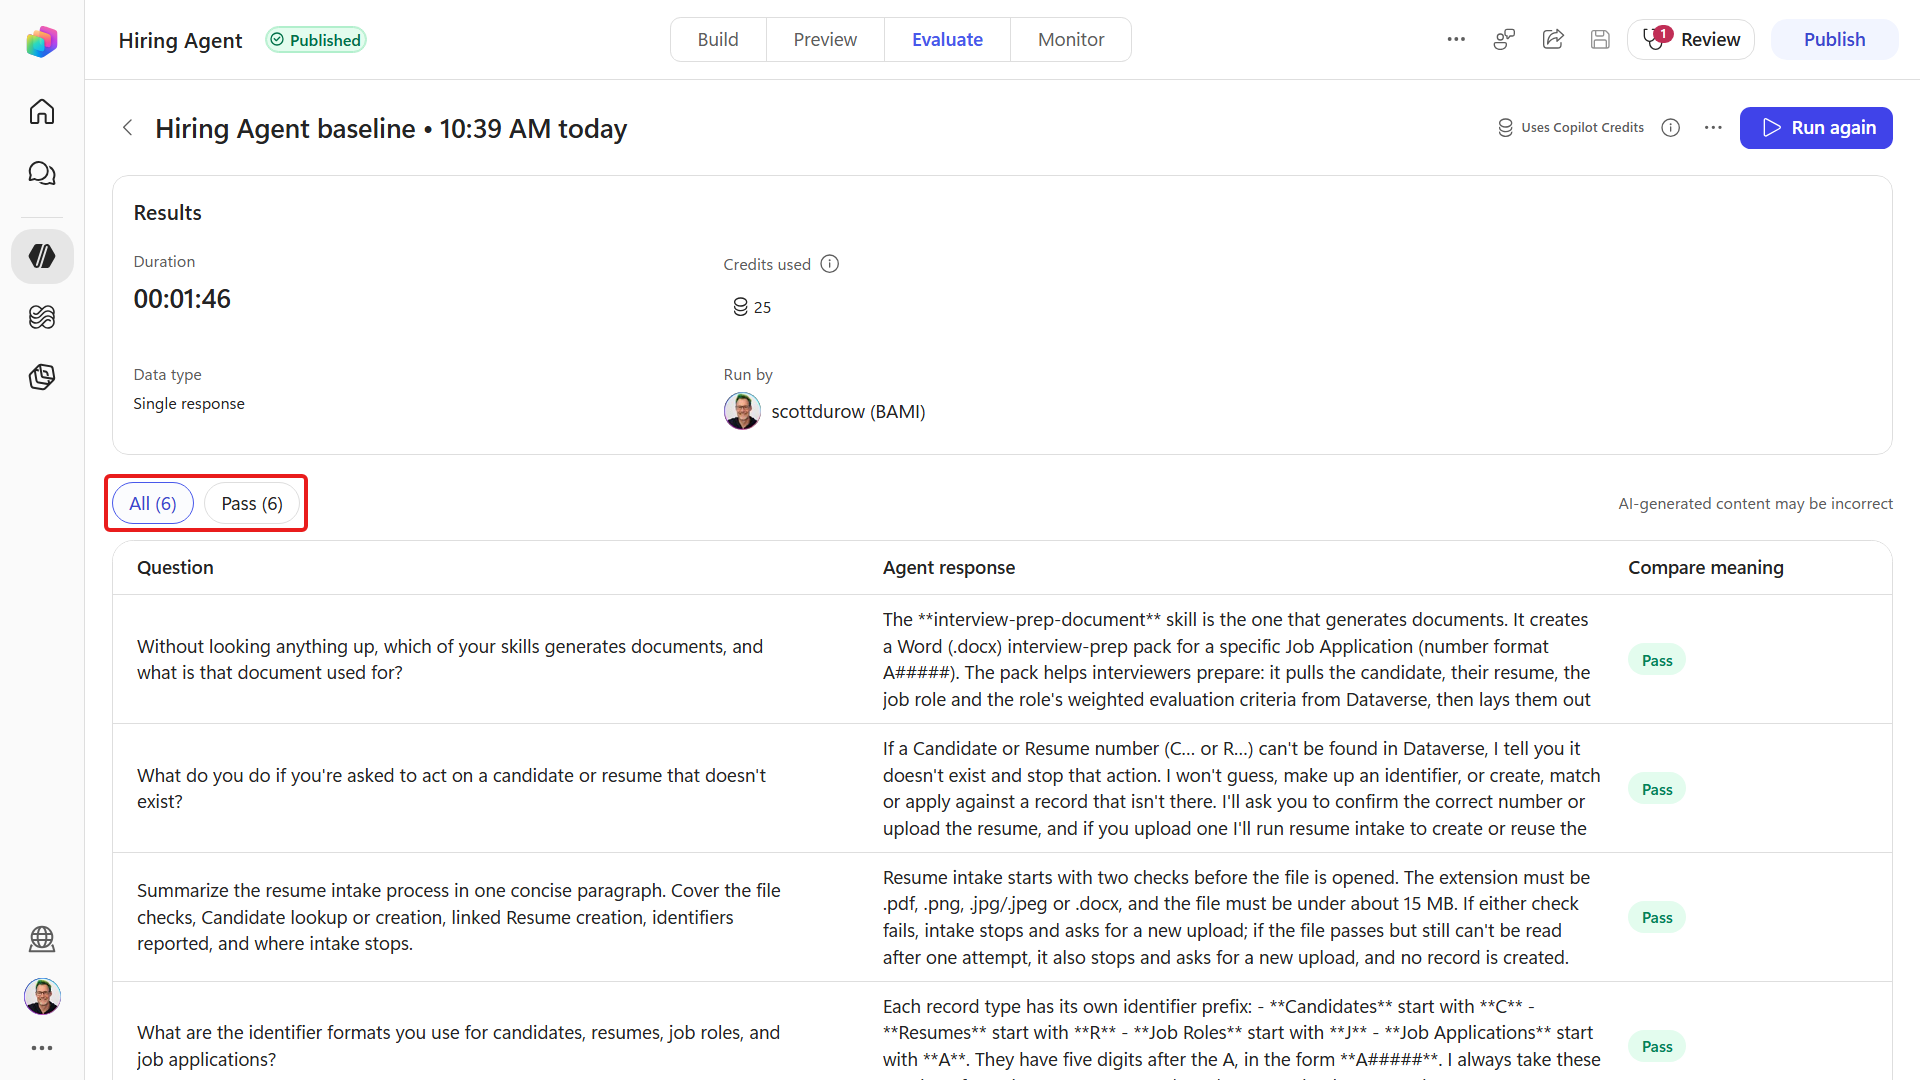 Hiring Agent
Published
Build
Preview
Evaluate
Monitor
1
Review
Publish
Hiring Agent baseline • 10:39 AM today
Uses Copilot Credits
Run again
Results
Duration
00:01:46
Credits used
25
Data type
Single response
Run by
scottdurow (BAMI)
All (6)
Pass (6)
AI-generated content may be incorrect
Question
Agent response
Compare meaning
Without looking anything up, which of your skills generates documents, and
what is that document used for?
The **interview-prep-document** skill is the one that generates documents. It creates
a Word (.docx) interview-prep pack for a specific Job Application (number format
A#####). The pack helps interviewers prepare: it pulls the candidate, their resume, the
job role and the role's weighted evaluation criteria from Dataverse, then lays them out
Pass
What do you do if you're asked to act on a candidate or resume that doesn't
exist?
If a Candidate or Resume number (C... or R...) can't be found in Dataverse, I tell you it
doesn't exist and stop that action. I won't guess, make up an identifier, or create, match
or apply against a record that isn't there. I'll ask you to confirm the correct number or
upload the resume, and if you upload one I'll run resume intake to create or reuse the
Pass
Summarize the resume intake process in one concise paragraph. Cover the file
checks, Candidate lookup or creation, linked Resume creation, identifiers
reported, and where intake stops.
Resume intake starts with two checks before the file is opened. The extension must be
.pdf, .png, .jpg/.jpeg or .docx, and the file must be under about 15 MB. If either check
fails, intake stops and asks for a new upload; if the file passes but still can't be read
after one attempt, it also stops and asks for a new upload, and no record is created.
Pass
What are the identifier formats you use for candidates, resumes, job roles, and
job applications?
Each record type has its own identifier prefix: - **Candidates** start with **C** -
**Resumes** start with **R** - **Job Roles** start with **J** - **Job Applications** start
with **A**. They have five digits after the A, in the form **A#####**. I always take these
Pass